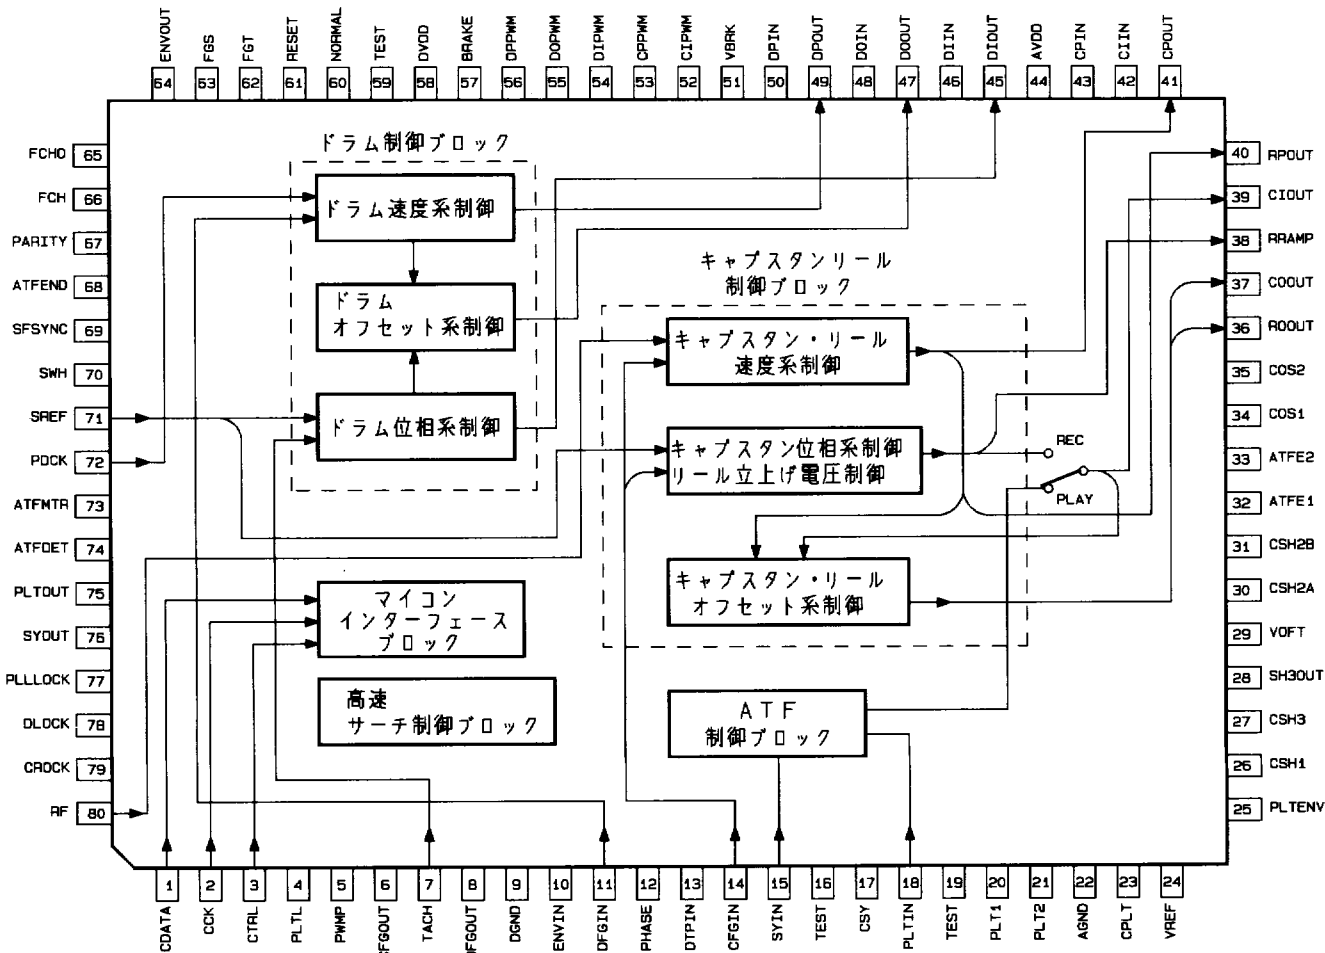 ENVOUT
FGS
FGT
RESET
NORMAL
TEST
DVDD
BRAKE
DPPWM
DOPWM
DIPWM
CPPWM
CIPWM
VBRK
DPIN
DPOUT
DOIN
DOOUT
DIIN
DIOUT
AVDD
CPIN
CIIN
CPOUT
64
63
62
61
60
59
58
57
56
55
54
53
52
51
50
49
48
47
46
45
44
43
42
41
FCHO 65
FCH 66
PARITY 67
ATFEND 68
SFSYNC 69
SWH 70
SREF 71
PDCK 72
ATFMTR 73
ATFDET 74
PLTOUT 75
SYOUT 76
PLLLOCK 77
DLOCK 78
CROCK 79
RF 80
ドラム制御ブロック
ドラム速度系制御
ドラム
オフセット系制御
ドラム位相系制御
マイコン
インターフェース
ブロック
高速
サーチ制御ブロック
キャプスタンリール
制御ブロック
キャプスタン・リール
速度系制御
キャプスタン位相系制御
リール立上げ電圧制御
キャプスタン・リール
オフセット系制御
REC
PLAY
ATF
制御ブロック
40 RPOUT
39 CIOUT
38 RRAMP
37 COOUT
36 ROOUT
35 COS2
34 COS1
33 ATFE2
32 ATFE1
31 CSH2B
30 CSH2A
29 VOFT
28 SH3OUT
27 CSH3
26 CSH1
25 PLTENV
1
2
3
4
5
6
7
8
9
10
11
12
13
14
15
16
17
18
19
20
21
22
23
24
CDATA
CCK
CTRL
PLTL
PWMP
FGOUT
TACH
FGOUT
DGND
ENVIN
DFGIN
PHASE
DTPIN
CFGIN
SYIN
TEST
CSY
PLTIN
TEST
PLT1
PLT2
AGND
CPLT
VREF